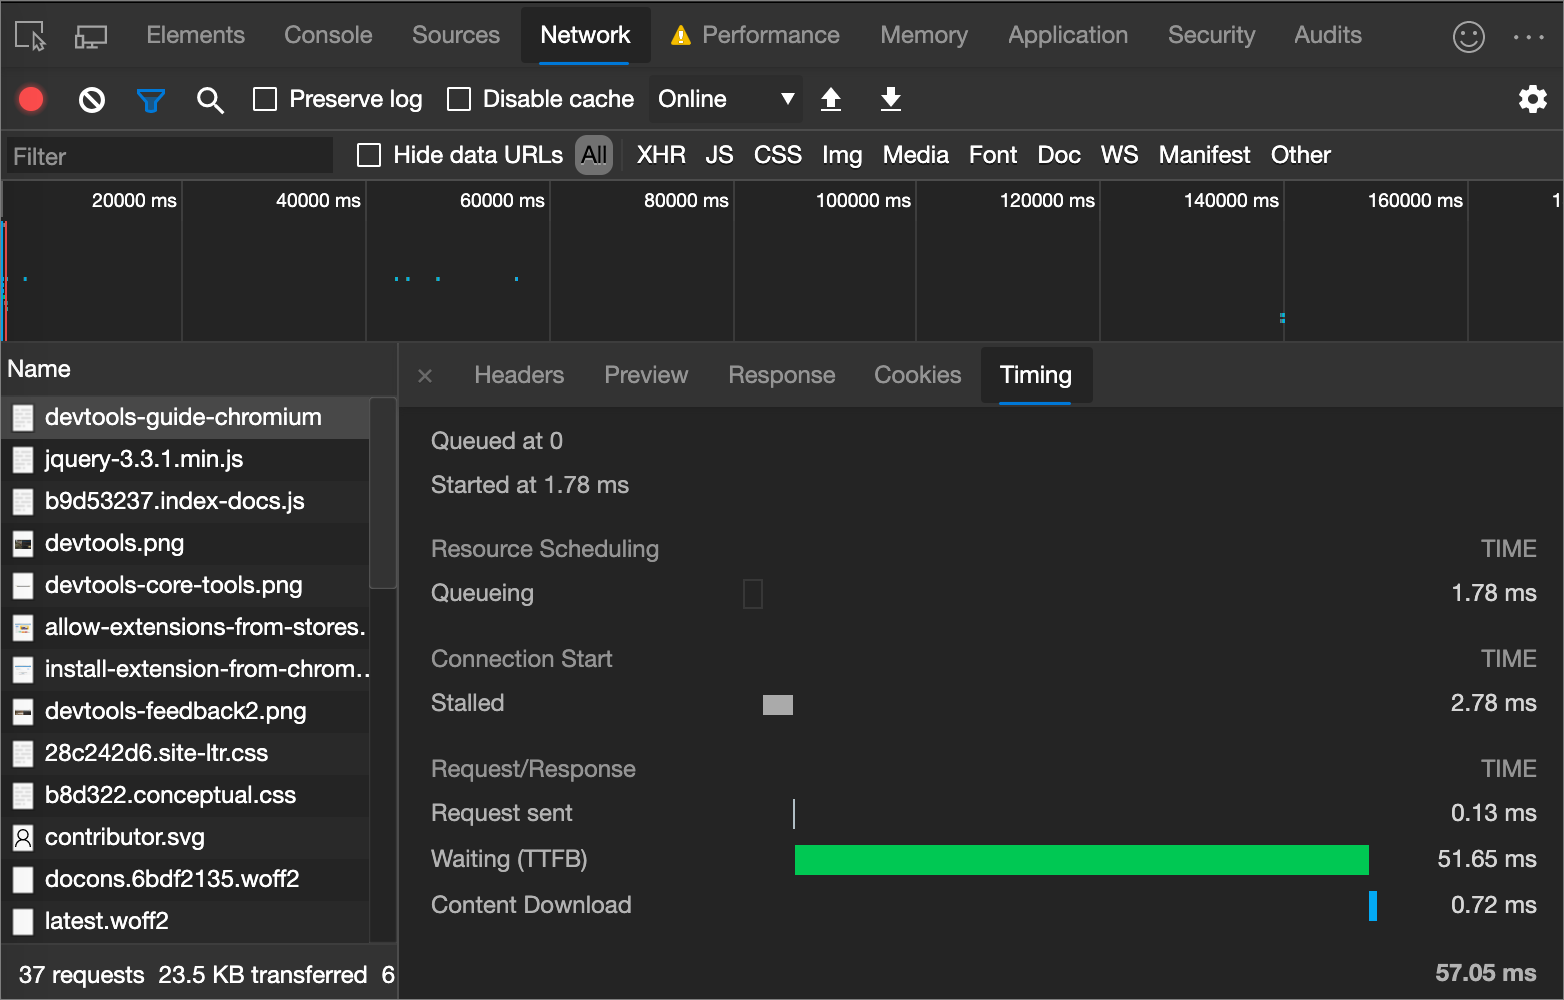 Elements Console Sources Network Performance Memory Application Security Audits
Preserve log Disable cache Online
Filter Hide data URLs All XHR JS CSS Img Media Font Doc WS Manifest Other
20000 ms 40000 ms 60000 ms 80000 ms 100000 ms 120000 ms 140000 ms 160000 ms 1
Name
Headers Preview Response Cookies Timing
devtools-guide-chromium
jquery-3.3.1.min.js
b9d53237.index-docs.js
devtools.png
devtools-core-tools.png
allow-extensions-from-stores.
install-extension-from-chrom..
devtools-feedback2.png
28c242d6.site-ltr.css
b8d322.conceptual.css
contributor.svg
docons.6bdf2135.woff2
latest.woff2
37 requests 23.5 KB transferred 6
Queued at 0
Started at 1.78 ms
Resource Scheduling TIME
Queueing 1.78 ms
Connection Start TIME
Stalled 2.78 ms
Request/Response TIME
Request sent 0.13 ms
Waiting (TTFB) 51.65 ms
Content Download 0.72 ms
57.05 ms